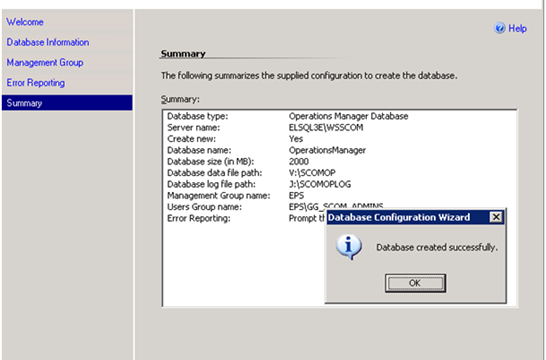 Welcome
Database Information
Management Group
Error Reporting
Summary
Help
Summary
The following summarizes the supplied configuration to create the database.
Summary:
Database type: Operations Manager Database
Server name: ELSQL3E\WSSCOM
Create new: Yes
Database name: OperationsManager
Database size (in MB): 2000
Database data file path: V:\SCOMOP
Database log file path: J:\SCOMOPLOG
Management Group name: EPS
Users Group name: EPS\GG_SCOM_ADMINS
Error Reporting: Prompt
Database Configuration Wizard
Database created successfully.
OK